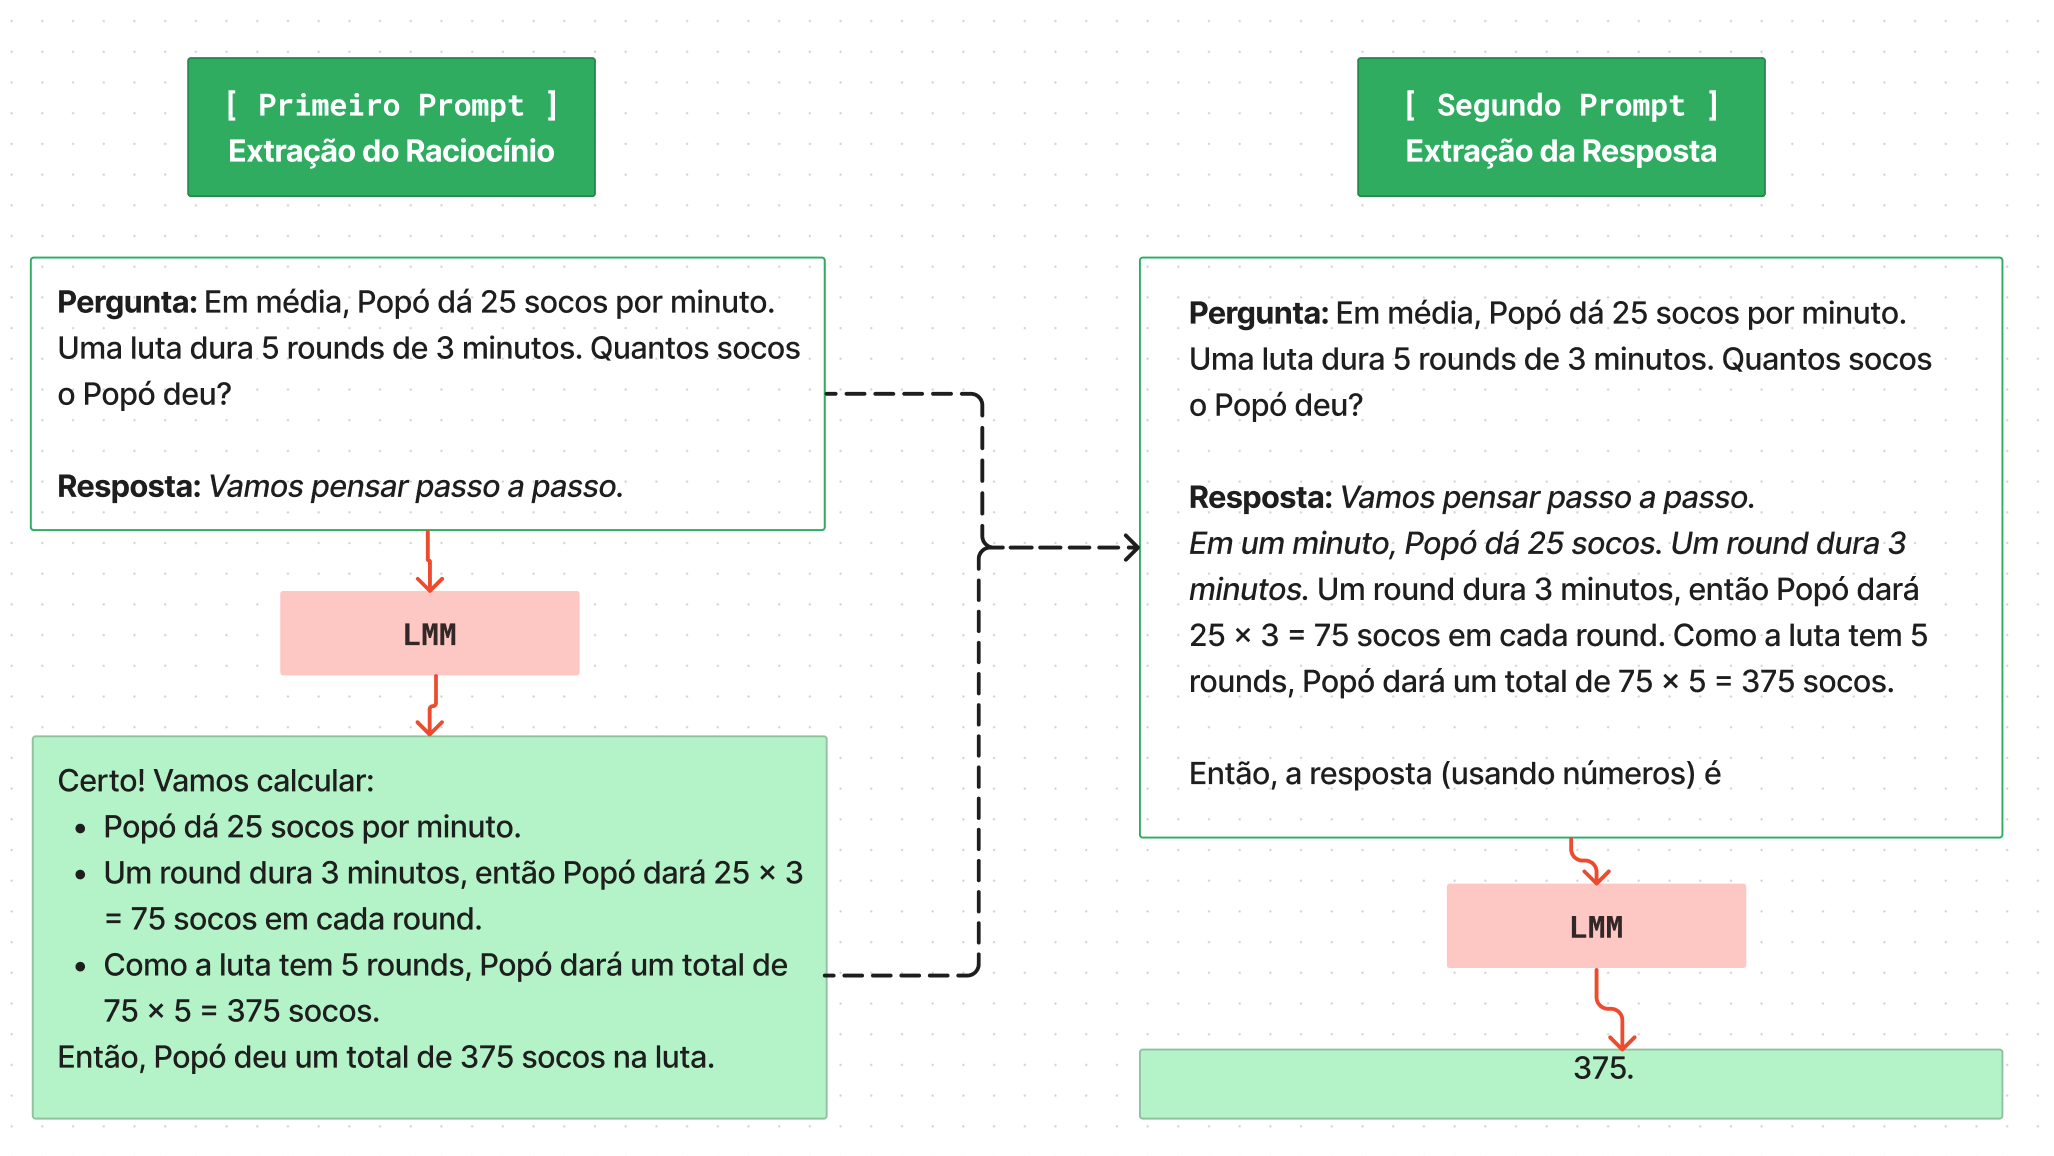 [ Primeiro Prompt ]
Extração do Raciocínio
Pergunta: Em média, Popó dá 25 socos por minuto.
Uma luta dura 5 rounds de 3 minutos. Quantos socos
o Popó deu?
Resposta: Vamos pensar passo a passo.
LMM
Certo! Vamos calcular:
• Popó dá 25 socos por minuto.
• Um round dura 3 minutos, então Popó dará 25 × 3
= 75 socos em cada round.
• Como a luta tem 5 rounds, Popó dará um total de
75 × 5 = 375 socos.
Então, Popó deu um total de 375 socos na luta.
[ Segundo Prompt ]
Extração da Resposta
Pergunta: Em média, Popó dá 25 socos por minuto.
Uma luta dura 5 rounds de 3 minutos. Quantos socos
o Popó deu?
Resposta: Vamos pensar passo a passo.
Em um minuto, Popó dá 25 socos. Um round dura 3
minutos. Um round dura 3 minutos, então Popó dará
25 × 3 = 75 socos em cada round. Como a luta tem 5
rounds, Popó dará um total de 75 × 5 = 375 socos.
Então, a resposta (usando números) é
LMM
375.